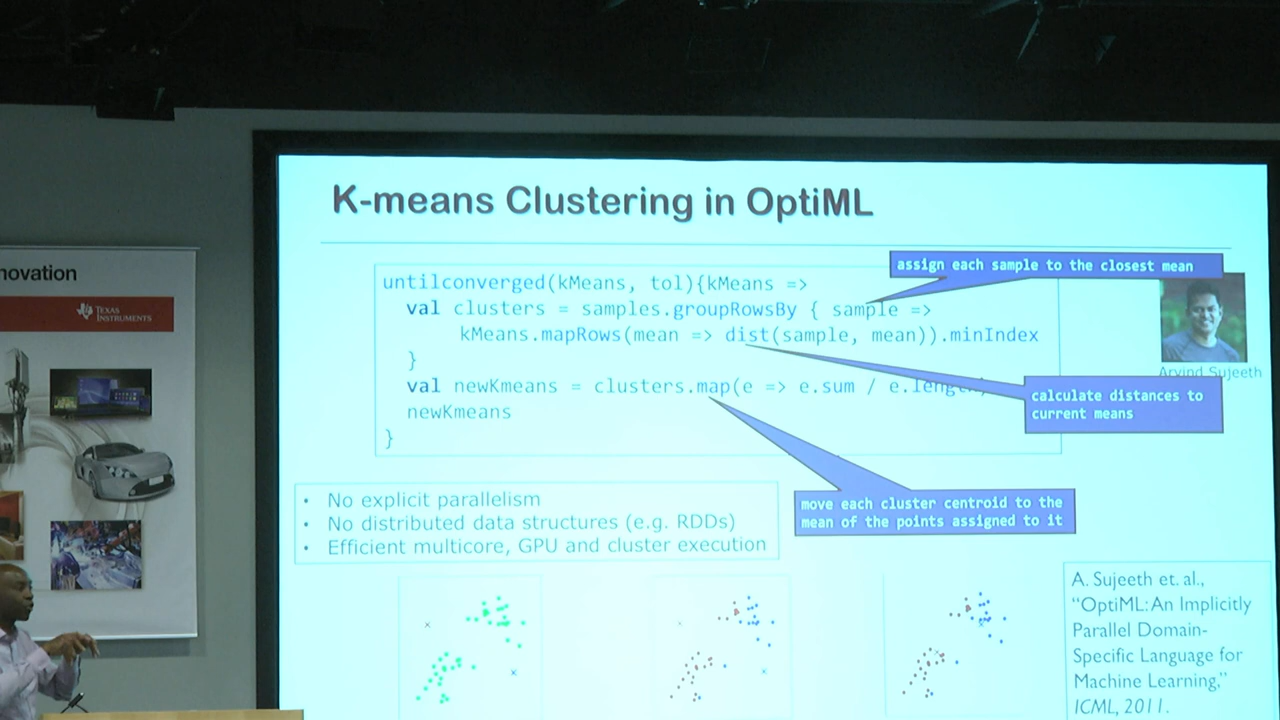 novation
TEXAS
INSTRUMENTS
K-means Clustering in OptiML
assign each sample to the closest mean
untilconverged(kMeans, tol){kMeans =>
val clusters = samples.groupRowsBy { sample =>
kMeans.mapRows(mean => dist(sample, mean)).minIndex
}
val newKmeans = clusters.map(e => e.sum / e.length
newKmeans
}
Arvind Sujeeth
calculate distances to
current means
move each cluster centroid to the
mean of the points assigned to it
• No explicit parallelism
• No distributed data structures (e.g. RDDs)
• Efficient multicore, GPU and cluster execution
A. Sujeeth et. al.,
“OptiML: An Implicitly
Parallel Domain-
Specific Language for
Machine Learning,”
ICML, 2011.